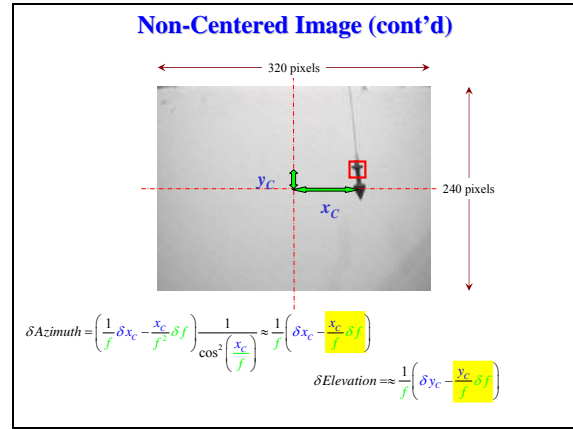 Non-Centered Image (cont'd)
320 pixels
y_C
240 pixels
x_C
δAzimuth = (1/f δx_C − x_C/f² δf) 1/cos²(x_C/f) ≈ 1/f (δx_C − x_C/f δf)
δElevation =≈ 1/f (δy_C − y_C/f δf)